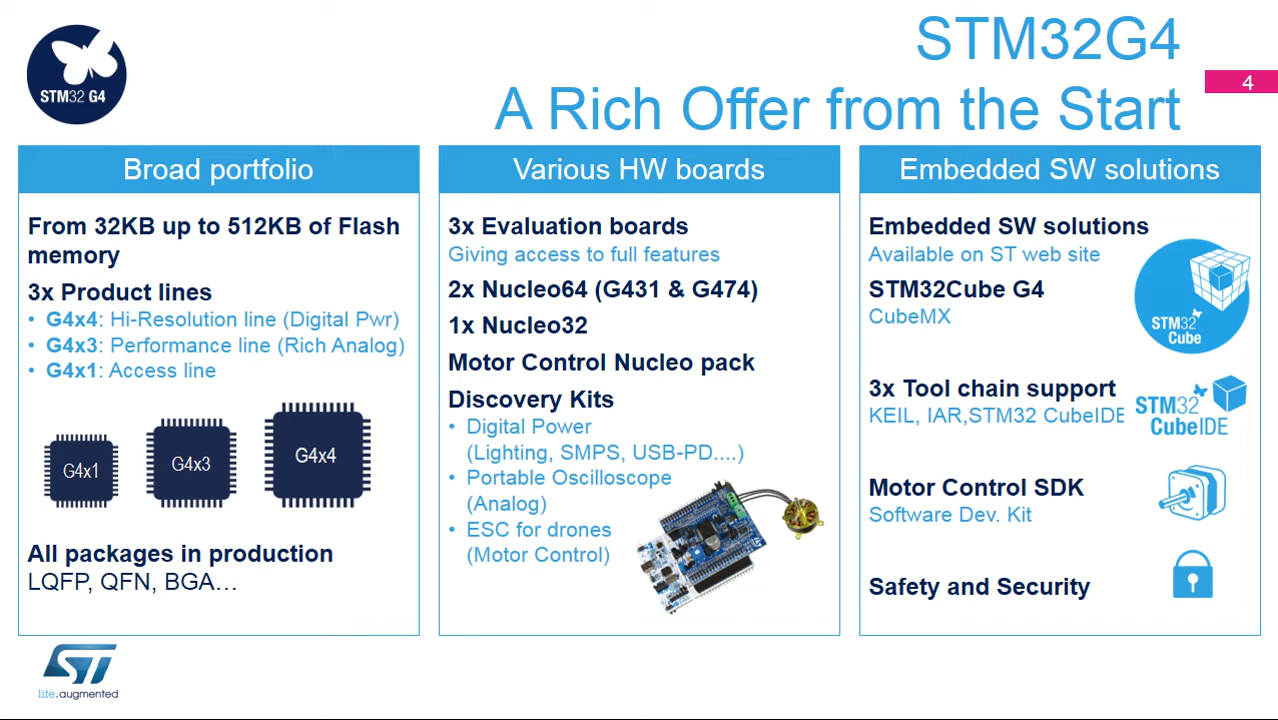 STM32 G4
STM32G4
A Rich Offer from the Start
4
Broad portfolio
From 32KB up to 512KB of Flash
memory
3x Product lines
• G4x4: Hi-Resolution line (Digital Pwr)
• G4x3: Performance line (Rich Analog)
• G4x1: Access line
G4x1
G4x3
G4x4
All packages in production
LQFP, QFN, BGA…
Various HW boards
3x Evaluation boards
Giving access to full features
2x Nucleo64 (G431 & G474)
1x Nucleo32
Motor Control Nucleo pack
Discovery Kits
• Digital Power
(Lighting, SMPS, USB-PD....)
• Portable Oscilloscope
(Analog)
• ESC for drones
(Motor Control)
Embedded SW solutions
Embedded SW solutions
Available on ST web site
STM32Cube G4
CubeMX
STM32
Cube
3x Tool chain support
KEIL, IAR,STM32 CubeIDE
STM32
CubeIDE
Motor Control SDK
Software Dev. Kit
Safety and Security
ST
life.augmented